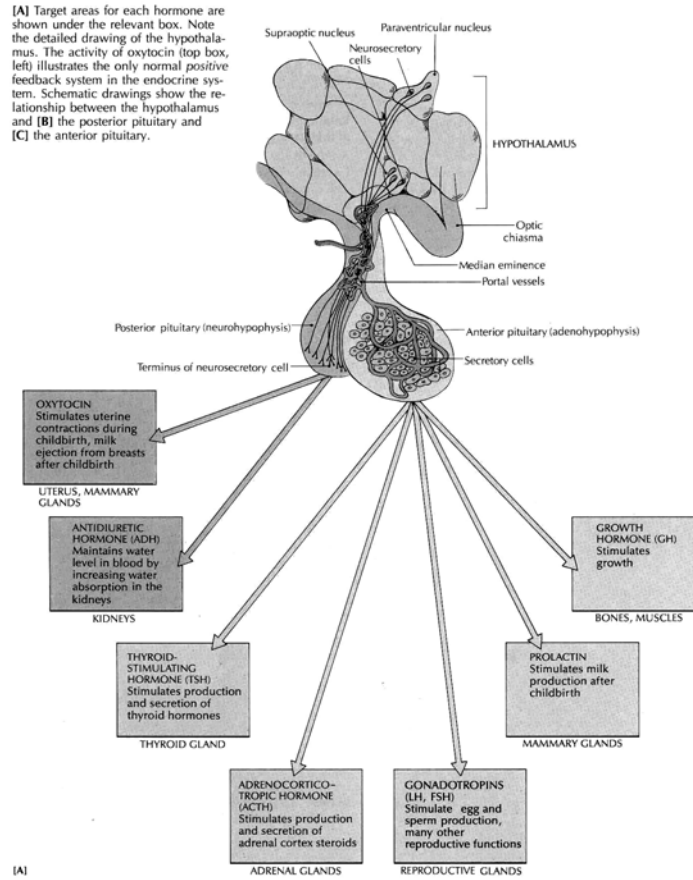 [A] Target areas for each hormone are
shown under the relevant box. Note
the detailed drawing of the hypothala-
mus. The activity of oxytocin (top box,
left) illustrates the only normal positive
feedback system in the endocrine sys-
tem. Schematic drawings show the re-
lationship between the hypothalamus
and [B] the posterior pituitary and
[C] the anterior pituitary.
Supraoptic nucleus
Paraventricular nucleus
Neurosecretory
cells
HYPOTHALAMUS
Optic
chiasma
Median eminence
Portal vessels
Posterior pituitary (neurohypophysis)
Anterior pituitary (adenohypophysis)
Terminus of neurosecretory cell
Secretory cells
OXYTOCIN
Stimulates uterine
contractions during
childbirth, milk
ejection from breasts
after childbirth
UTERUS, MAMMARY
GLANDS
ANTIDIURETIC
HORMONE (ADH)
Maintains water
level in blood by
increasing water
absorption in the
kidneys
KIDNEYS
GROWTH
HORMONE (GH)
Stimulates
growth
BONES, MUSCLES
THYROID-
STIMULATING
HORMONE (TSH)
Stimulates production
and secretion of
thyroid hormones
THYROID GLAND
PROLACTIN
Stimulates milk
production after
childbirth
MAMMARY GLANDS
ADRENOCORTICO-
TROPIC HORMONE
(ACTH)
Stimulates production
and secretion of
adrenal cortex steroids
ADRENAL GLANDS
GONADOTROPINS
(LH, FSH)
Stimulate egg and
sperm production,
many other
reproductive functions
REPRODUCTIVE GLANDS
[A]